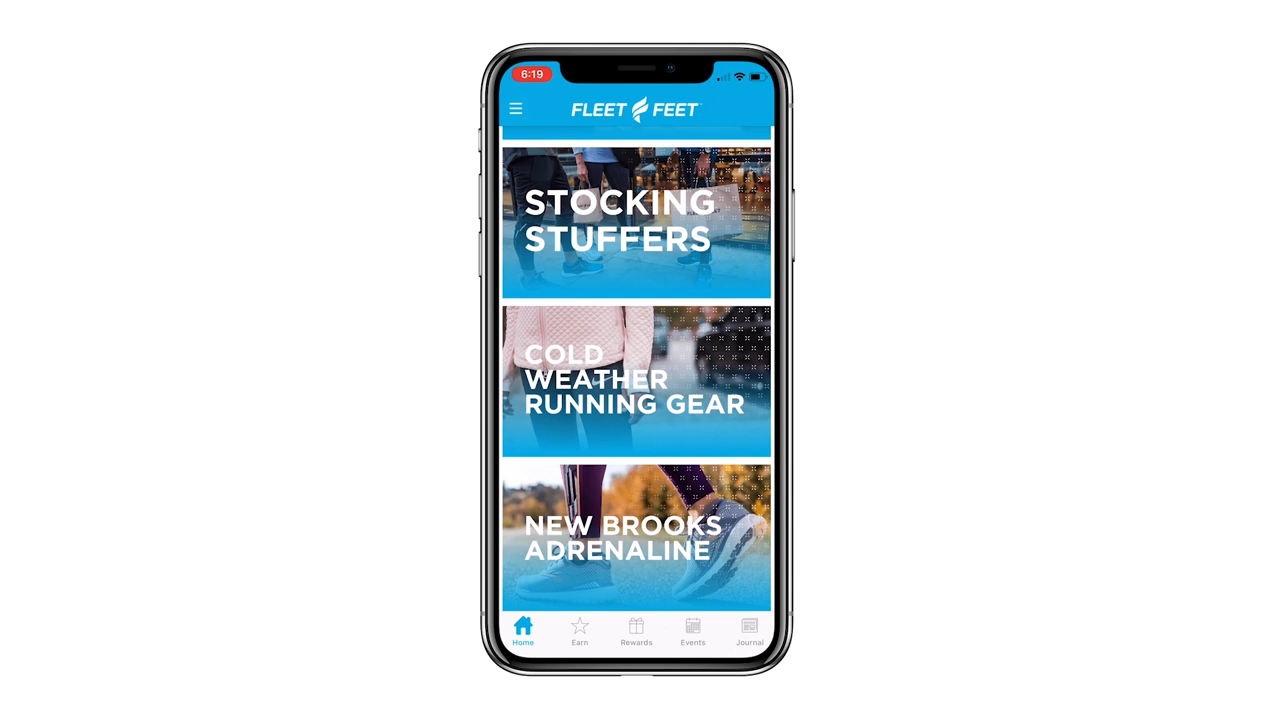 6:19
FLEET FEET
STOCKING
STUFFERS
COLD
WEATHER
RUNNING GEAR
NEW BROOKS
ADRENALINE
Home Earn Rewards Events Journal